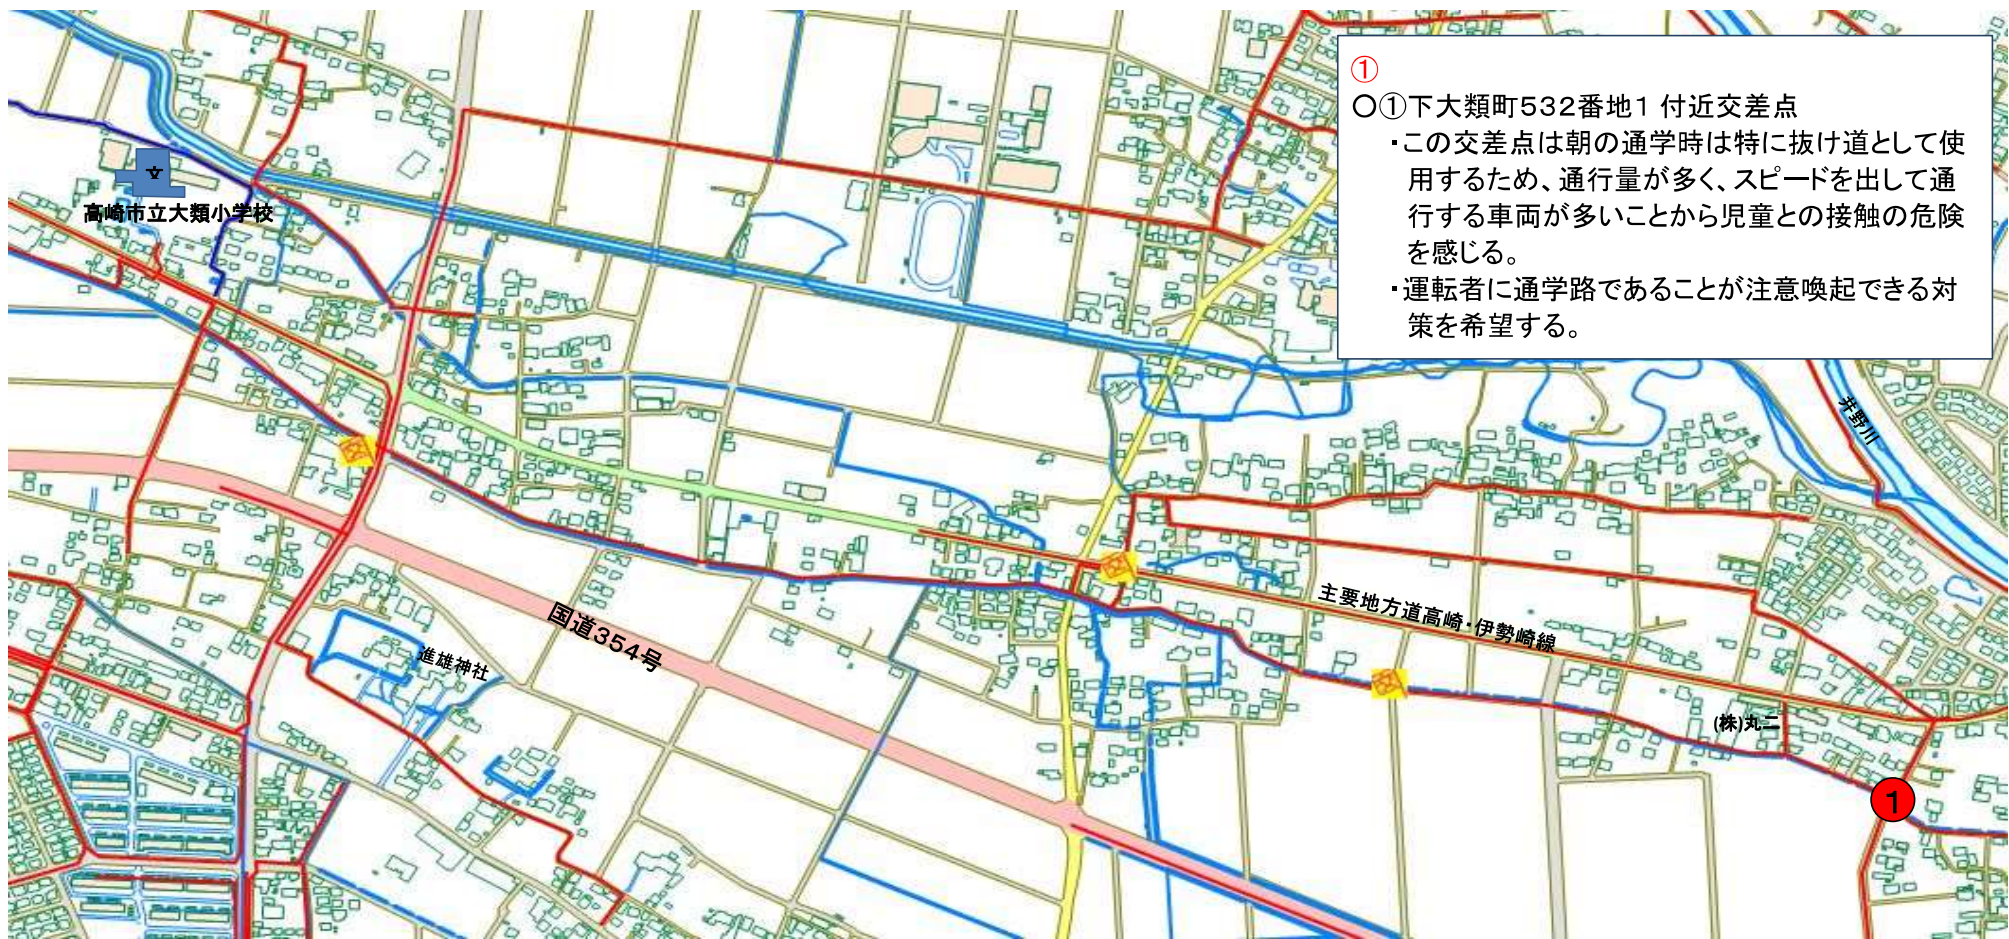 ①
〇①下大類町532番地1 付近交差点
・この交差点は朝の通学時は特に抜け道として使
用するため、通行量が多く、スピードを出して通
行する車両が多いことから児童との接触の危険
を感じる。
・運転者に通学路であることが注意喚起できる対
策を希望する。
文
高崎市立大類小学校
井野川
主要地方道高崎・伊勢崎線
国道354号
進雄神社
(株)丸二
1